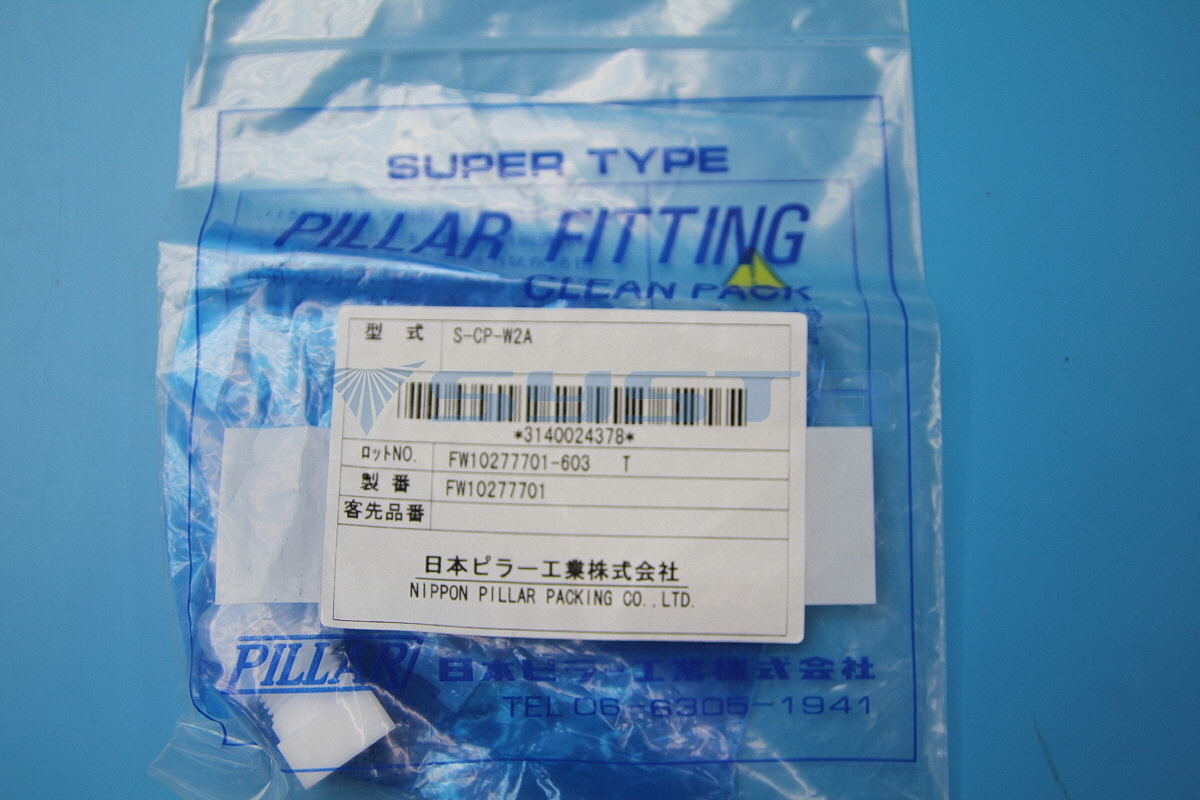 SUPER TYPE
PILLAR FITTING
CLEAN PACK
型 式 S-CP-W2A
SYSTA
*3140024378*
ロットNO. FW10277701-603 T
製 番 FW10277701
客先品番
日本ピラー工業株式会社
NIPPON PILLAR PACKING CO.,LTD.
PILLAR 日本ピラー工業株式会社
TEL 06-6305-1941